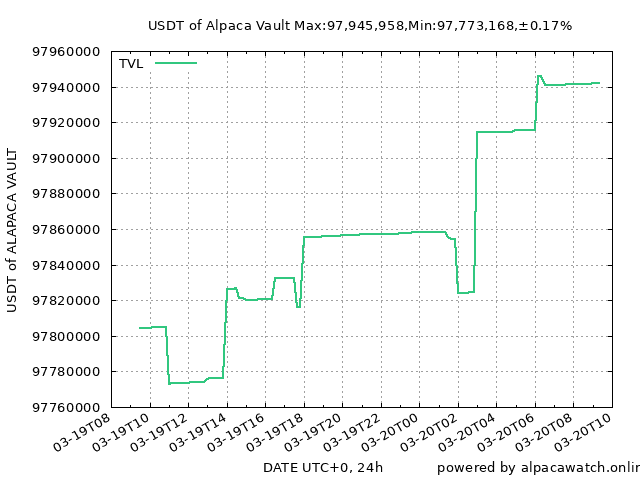 USDT of Alpaca Vault Max:97,945,958,Min:97,773,168,±0.17%
TVL
97960000
97940000
97920000
97900000
97880000
97860000
97840000
97820000
97800000
97780000
97760000
USDT of ALAPACA VAULT
03-19T08
03-19T10
03-19T12
03-19T14
03-19T16
03-19T18
03-19T20
03-19T22
03-20T00
03-20T02
03-20T04
03-20T06
03-20T08
03-20T10
DATE UTC+0, 24h
powered by alpacawatch.onlin